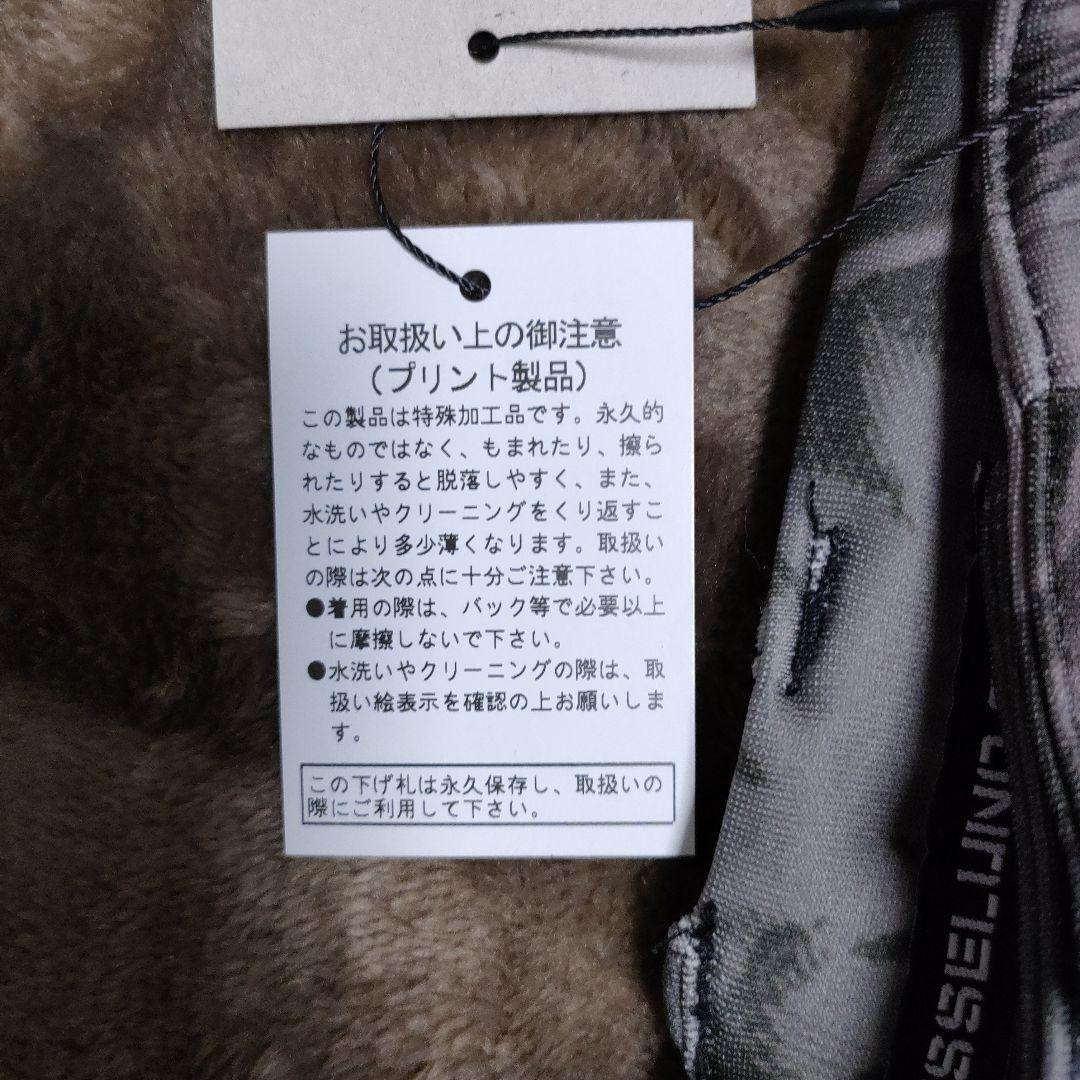 お取扱い上の御注意
（プリント製品）
この製品は特殊加工品です。永久的
なものではなく、もまれたり、擦ら
れたりすると脱落しやすく、また、
水洗いやクリーニングをくり返すこ
とにより多少薄くなります。取扱い
の際は次の点に十分ご注意下さい。
●着用の際は、バック等で必要以上
に摩擦しないで下さい。
●水洗いやクリーニングの際は、取
扱い絵表示を確認の上お願いしま
す。
この下げ札は永久保存し、取扱いの
際にご利用して下さい。